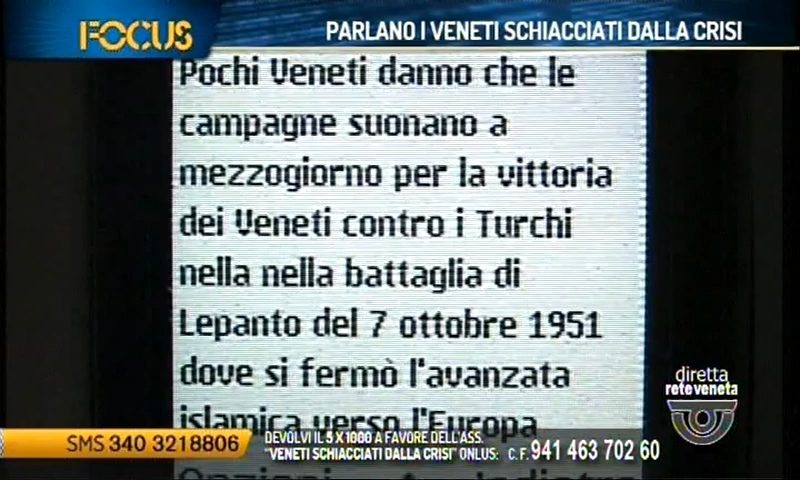 FOCUS
PARLANO I VENETI SCHIACCIATI DALLA CRISI
Pochi Veneti danno che le
campagne suonano a
mezzogiorno per la vittoria
dei Veneti contro i Turchi
nella nella battaglia di
Lepanto del 7 ottobre 1951
dove si fermò l'avanzata
islamica verso l'Europa
Opzioni
diretta
reteveneta
SMS 340 3218806
DEVOLVI IL 5 X 1000 A FAVORE DELL'ASS.
"VENETI SCHIACCIATI DALLA CRISI" ONLUS: C.F. 941 463 702 60